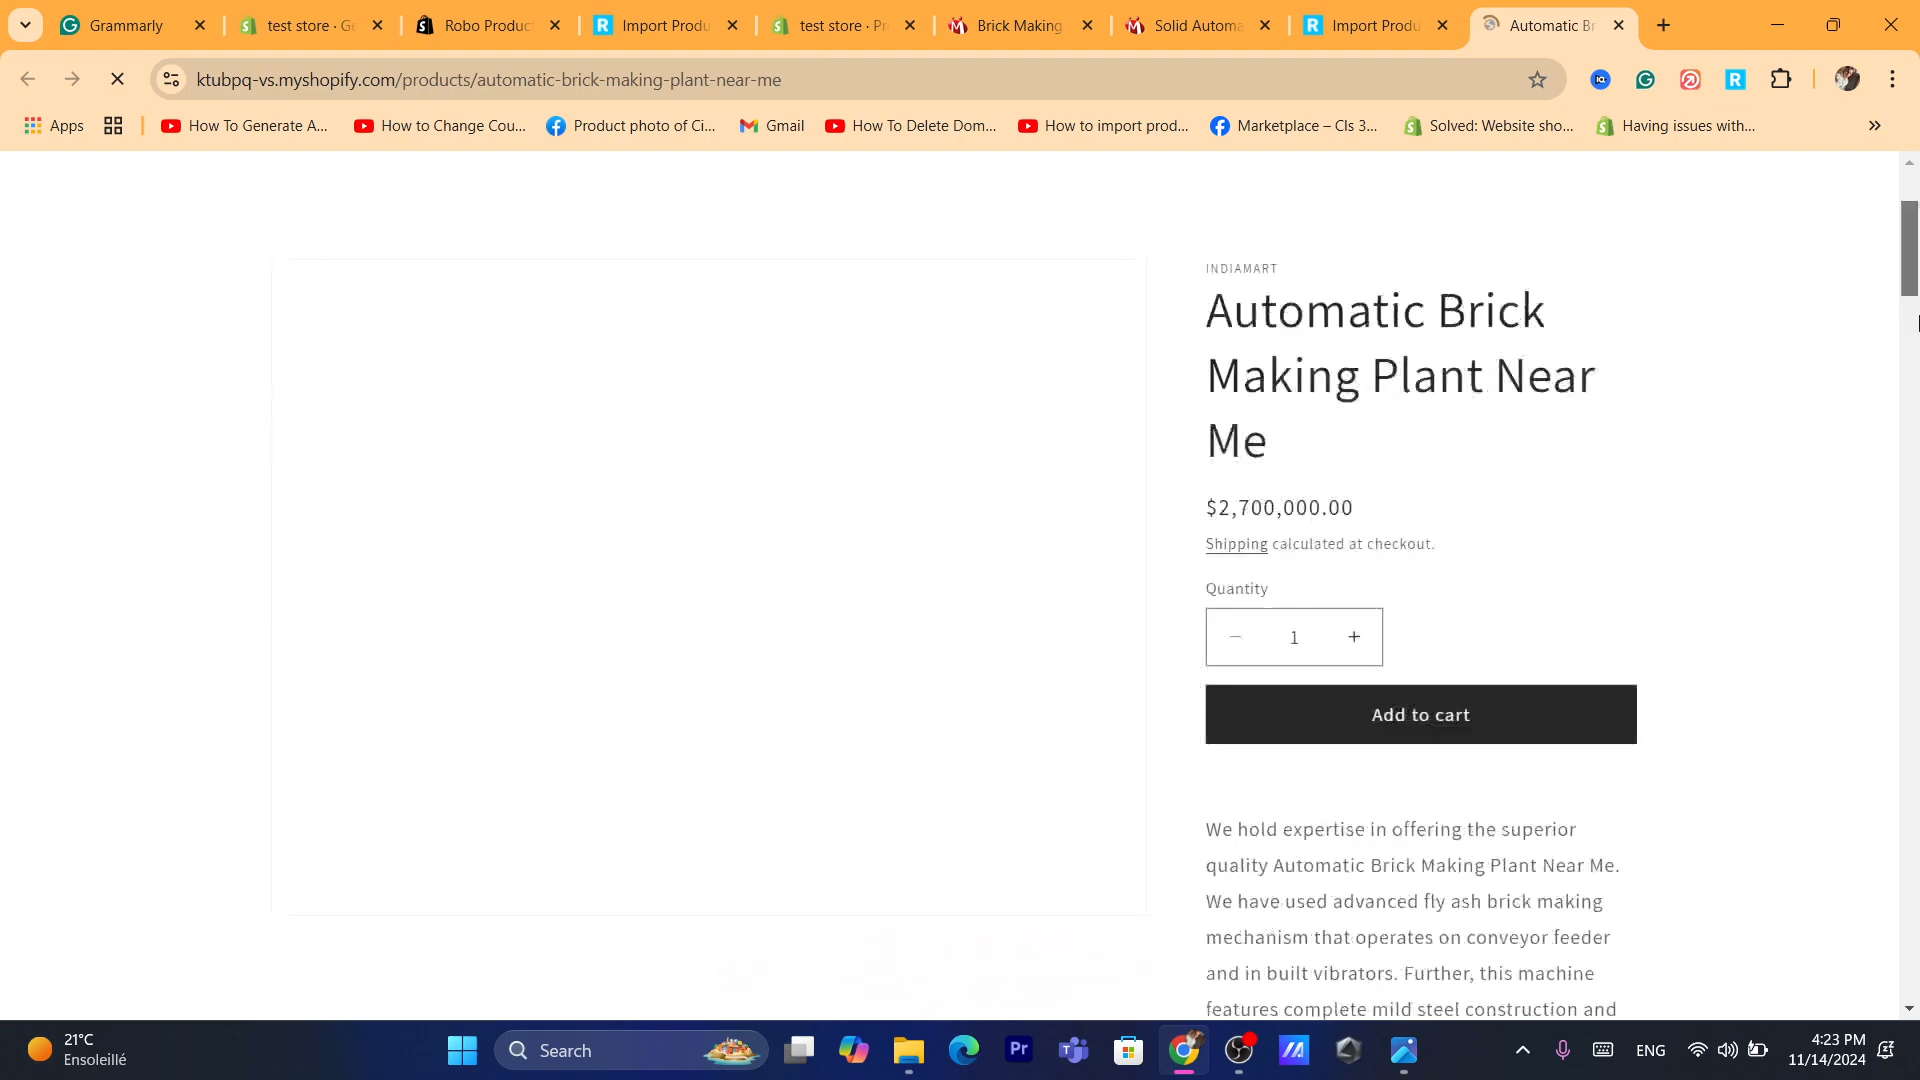 Grammarly
test store · Ge
Robo Produc
Import Produ
test store · Pr
Brick Making
Solid Automa
Import Produ
Automatic Br
ktubpq-vs.myshopify.com/products/automatic-brick-making-plant-near-me
Apps
How To Generate A...
How to Change Cou...
Product photo of Ci...
Gmail
How To Delete Dom...
How to import prod...
Marketplace – Cls 3...
Solved: Website sho...
Having issues with...
INDIAMART
Automatic Brick
Making Plant Near
Me
$2,700,000.00
Shipping calculated at checkout.
Quantity
− 1 +
Add to cart
We hold expertise in offering the superior
quality Automatic Brick Making Plant Near Me.
We have used advanced fly ash brick making
mechanism that operates on conveyor feeder
and in built vibrators. Further, this machine
features complete mild steel construction and
21°C
Ensoleillé
Search
Pr
ENG
4:23 PM
11/14/2024